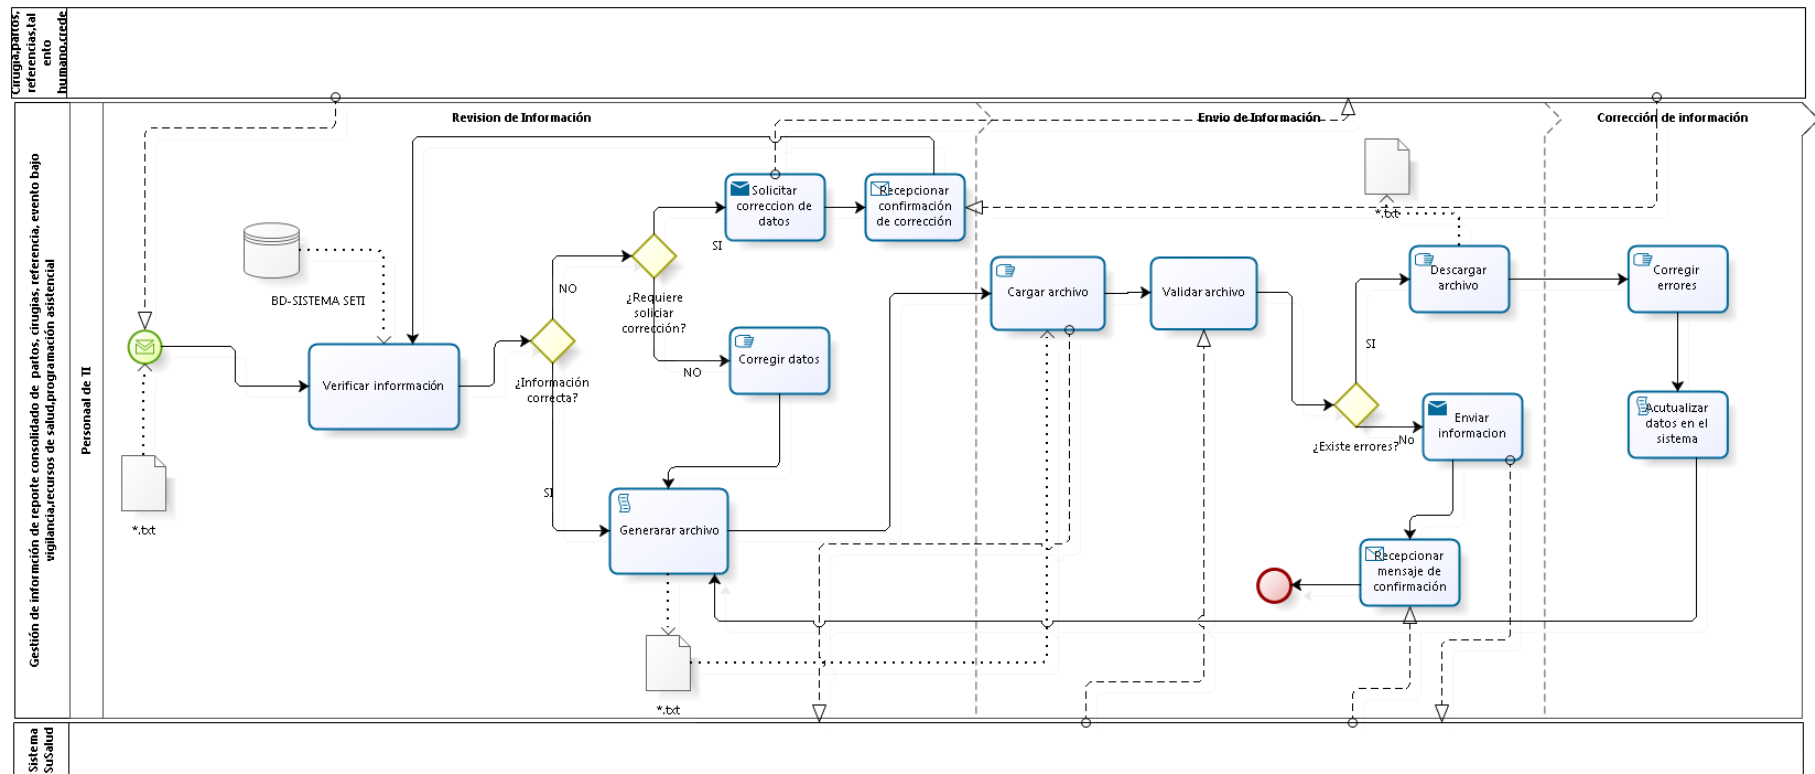 Cirugia,partos,
referencias,tal
ento
humano,crede
Gestión de informción de reporte consolidado de partos, cirugias, referencia, evento bajo
vigilancia,recursos de salud,programación asistencial
Personaal de TI
Revision de Información
Envio de Información
Corrección de información
Solicitar
correccion de
datos
Recepcionar
confirmación
de corrección
SI
*.txt
BD-SISTEMA SETI
NO
¿Requiere
soliciar
corrección?
Descargar
archivo
Corregir
errores
Cargar archivo
Validar archivo
Verificar inforrmación
¿Información
correcta?
NO
Corregir datos
SI
¿Existe errores?
No
Enviar
informacion
Acutualizar
datos en el
sistema
SI
*.txt
Generarar archivo
Recepcionar
mensaje de
confirmación
*.txt
Sistema
SuSalud